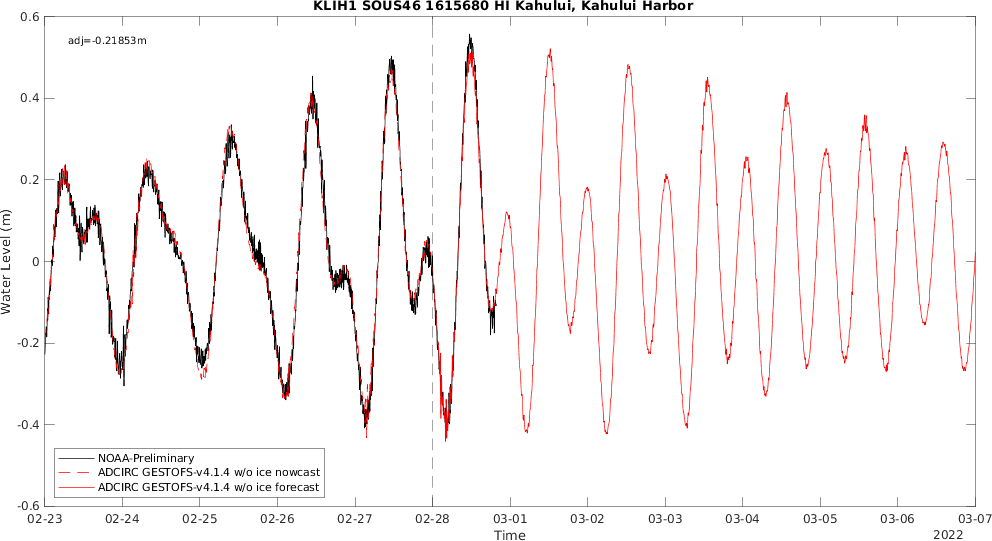 KLIH1 SOUS46 1615680 HI Kahului, Kahului Harbor
adj=-0.21853m
0.6
0.4
0.2
0
-0.2
-0.4
-0.6
Water Level (m)
NOAA-Preliminary
ADCIRC GESTOFS-v4.1.4 w/o ice nowcast
ADCIRC GESTOFS-v4.1.4 w/o ice forecast
02-23 02-24 02-25 02-26 02-27 02-28 03-01 03-02 03-03 03-04 03-05 03-06 03-07
Time
2022